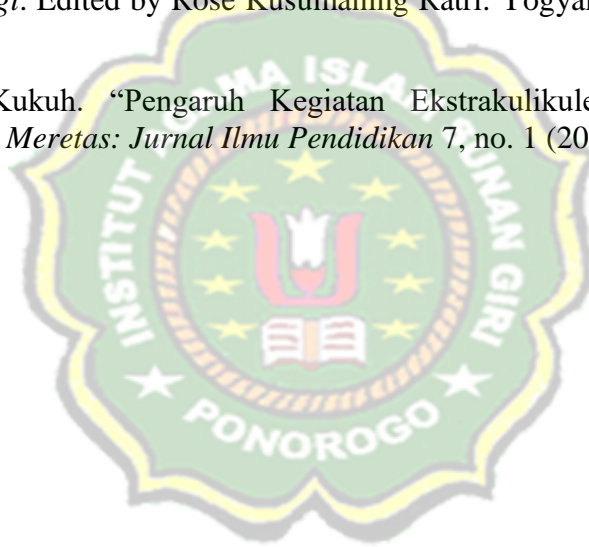 gi. Edited by Rose Kusumaning Ratri. Yogyak
Kukuh. “Pengaruh Kegiatan Ekstrakulikule
Meretas: Jurnal Ilmu Pendidikan 7, no. 1 (20
INSTITUT AGAMA ISLAM SUNAN GIRI
PONOROGO